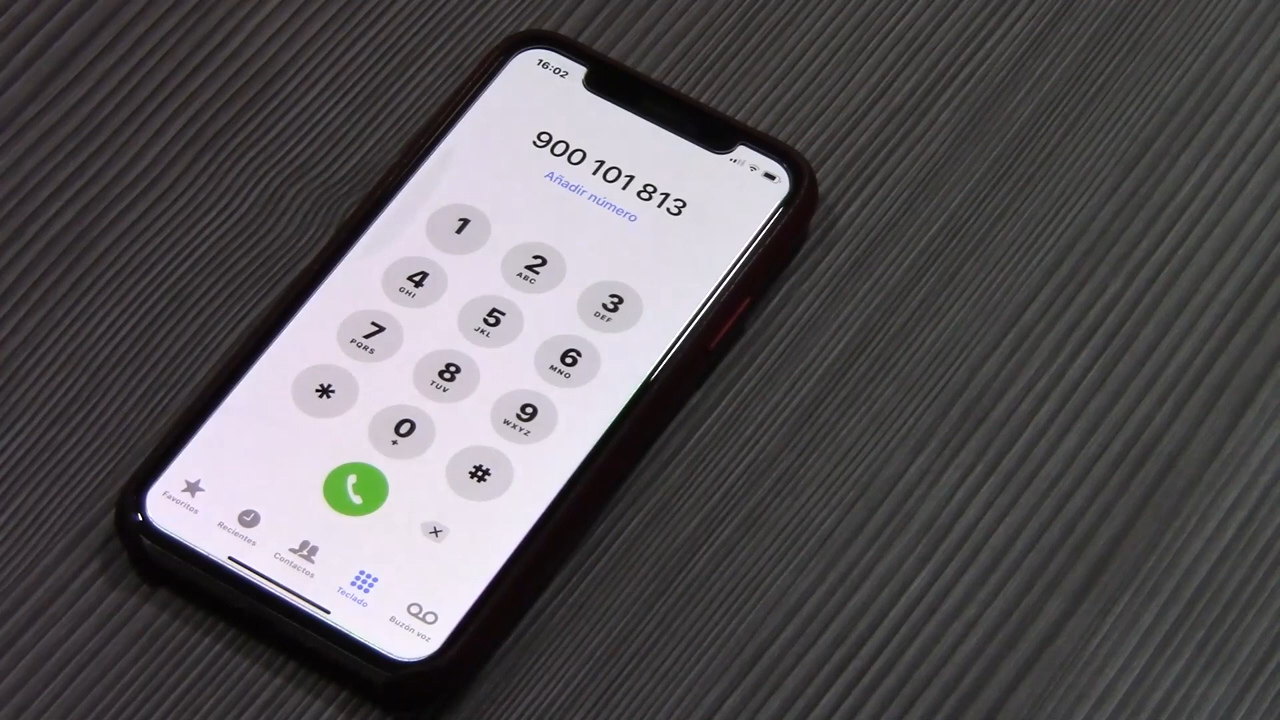 16:02
900 101 813
Añadir número
1
2
ABC
3
DEF
4
GHI
5
JKL
6
MNO
7
PQRS
8
TUV
9
WXYZ
*
0
+
#
Favoritos
Recientes
Contactos
Teclado
Buzón voz